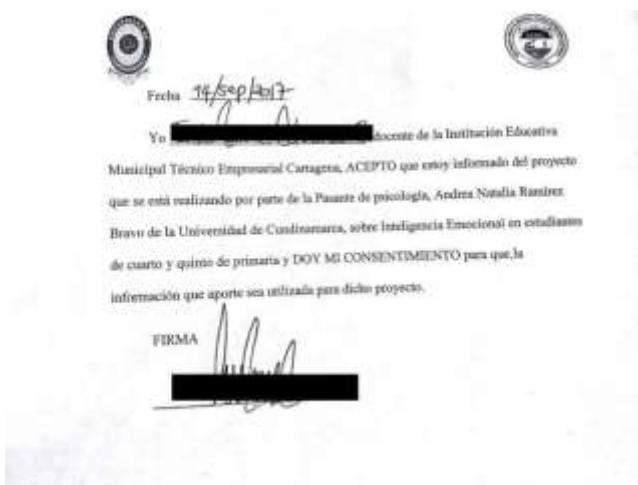 Fecha 14/sep/2017
Yo docente de la Institución Educativa
Municipal Técnico Empresarial Cartagena, ACEPTO que estoy informado del proyecto
que se está realizando por parte de la Pasante de psicología, Andrea Natalia Ramírez
Bravo de la Universidad de Cundinamarca, sobre Inteligencia Emocional en estudiantes
de cuarto y quinto de primaria y DOY MI CONSENTIMIENTO para que,la
información que aporte sea utilizada para dicho proyecto.
FIRMA